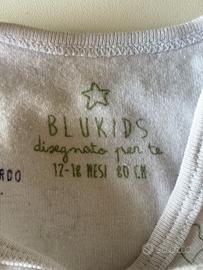 BLUKIDS
disegnato per te
12-18 MESI 80 CM